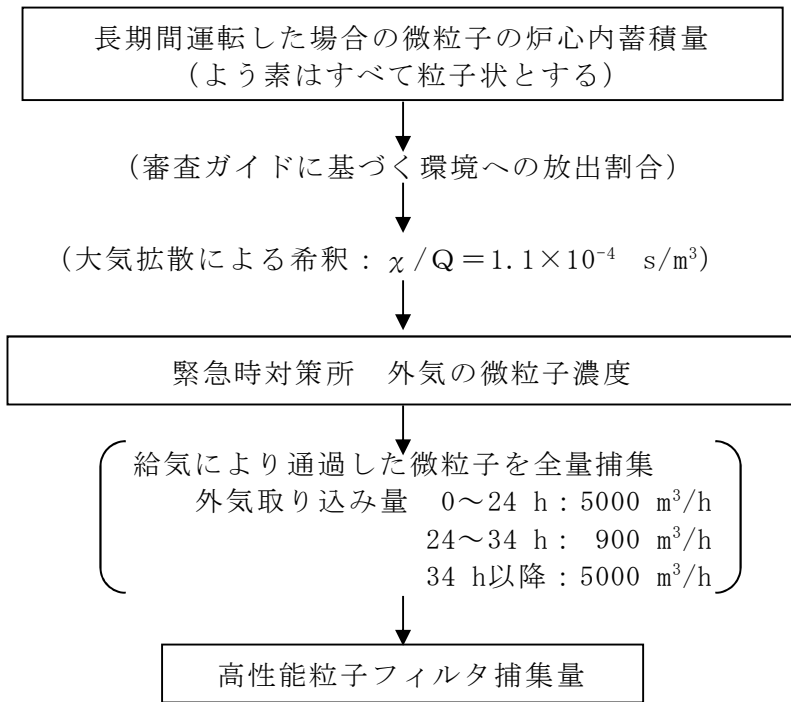 長期間運転した場合の微粒子の炉心内蓄積量
(よう素はすべて粒子状とする)
(審査ガイドに基づく環境への放出割合)
(大気拡散による希釈:χ/Q=1.1×10⁻⁴ s/m³)
緊急時対策所 外気の微粒子濃度
給気により通過した微粒子を全量捕集
外気取り込み量 0~24 h:5000 m³/h
24~34 h: 900 m³/h
34 h以降:5000 m³/h
高性能粒子フィルタ捕集量